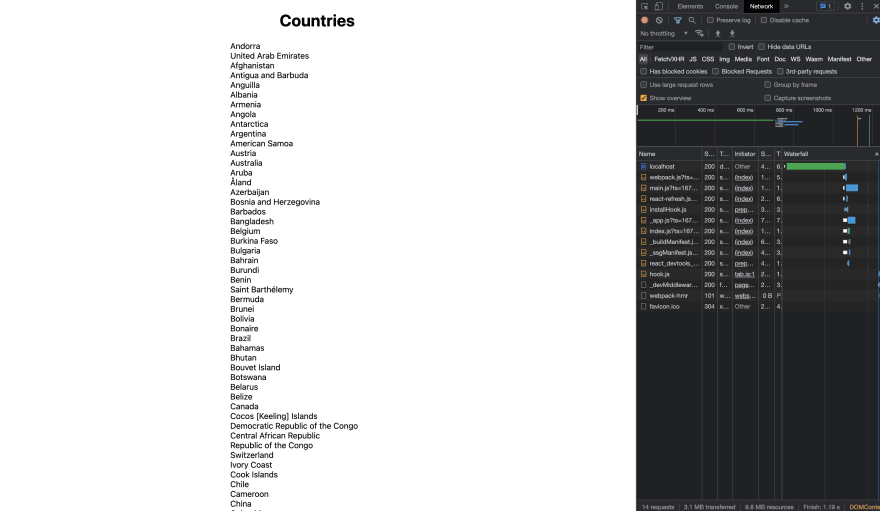 Countries
Andorra
United Arab Emirates
Afghanistan
Antigua and Barbuda
Anguilla
Albania
Armenia
Angola
Antarctica
Argentina
American Samoa
Austria
Australia
Aruba
Åland
Azerbaijan
Bosnia and Herzegovina
Barbados
Bangladesh
Belgium
Burkina Faso
Bulgaria
Bahrain
Burundi
Benin
Saint Barthélemy
Bermuda
Brunei
Bolivia
Bonaire
Brazil
Bahamas
Bhutan
Bouvet Island
Botswana
Belarus
Belize
Canada
Cocos [Keeling] Islands
Democratic Republic of the Congo
Central African Republic
Republic of the Congo
Switzerland
Ivory Coast
Cook Islands
Chile
Cameroon
China
Elements Console Network » 1
Preserve log Disable cache
No throttling
Filter Invert Hide data URLs
All Fetch/XHR JS CSS Img Media Font Doc WS Wasm Manifest Other
Has blocked cookies Blocked Requests 3rd-party requests
Use large request rows Group by frame
Show overview Capture screenshots
200 ms 400 ms 600 ms 800 ms 1000 ms 1200 ms
Name S... T... Initiator S... T Waterfall
localhost 200 d... Other 4... 6.
webpack.js?ts=... 200 s... (index) 1... 5.
main.js?ts=167... 200 s... (index) 1... 1.
react-refresh.js... 200 s... (index) 2... 6.
installHook.js 200 s... prep... 3... 3.
_app.js?ts=167... 200 s... (index) 7... 7.
index.js?ts=167... 200 s... (index) 1... 1.
_buildManifest.j... 200 s... (index) 6... 3.
_ssgManifest.js... 200 s... (index) 4... 3.
react_devtools_... 200 s... prep... 4... 1.
hook.js 200 s... tab.js:1 2... 1.
_devMiddlewar... 200 f... page... 2... 3.
webpack-hmr 101 w... webs... 0 B P.
favicon.ico 304 x... Other 2... 4.
14 requests 3.1 MB transferred 9.8 MB resources Finish: 1.19 s DOMConte